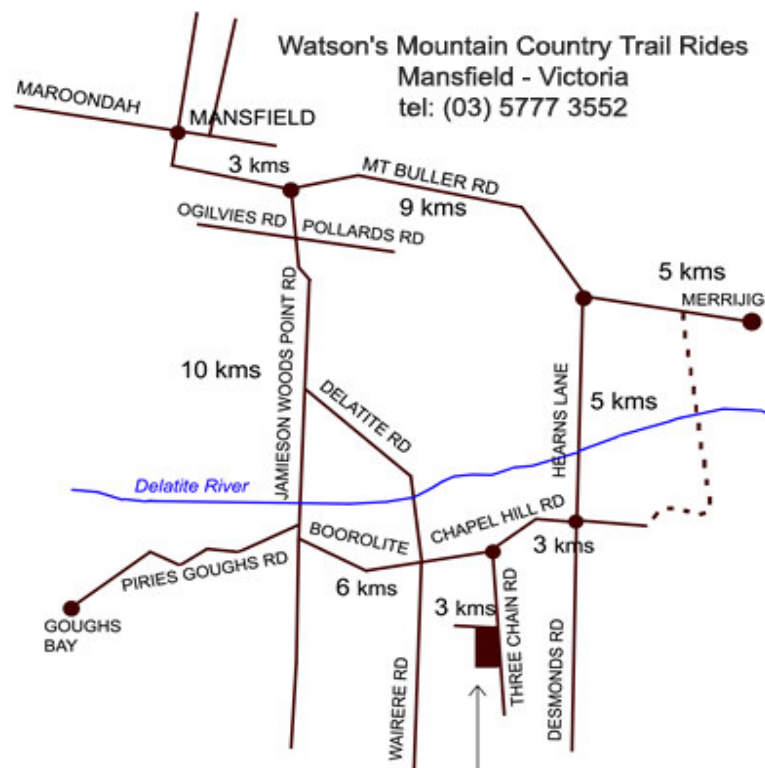 Watson's Mountain Country Trail Rides
Mansfield - Victoria
tel: (03) 5777 3552
MAROONDAH
MANSFIELD
3 kms
MT BULLER RD
9 kms
OGILVIES RD
POLLARDS RD
5 kms
MERRIJIG
JAMIESON WOODS POINT RD
10 kms
DELATITE RD
HEARNS LANE
5 kms
Delatite River
BOOROLITE
CHAPEL HILL RD
3 kms
PIRIES GOUGHS RD
6 kms
3 kms
GOUGHS
BAY
WAIRERE RD
THREE CHAIN RD
DESMONDS RD